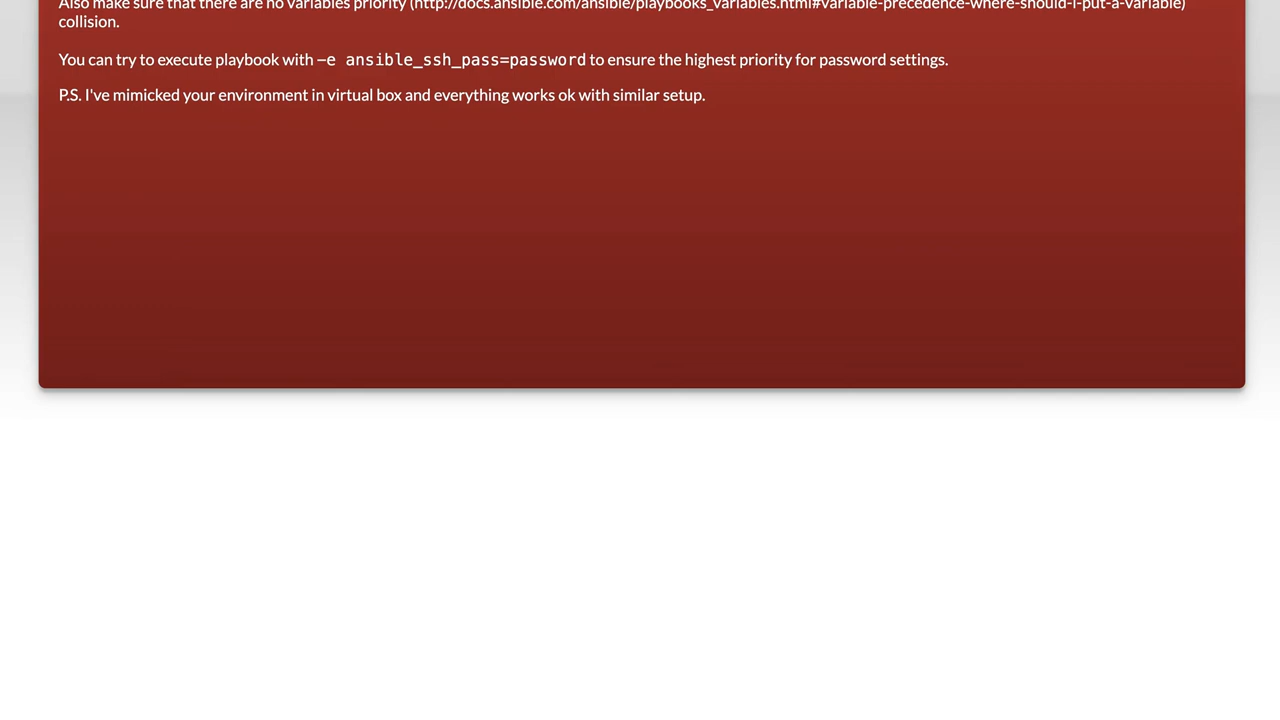 Also make sure that there are no variables priority (http://docs.ansible.com/ansible/playbooks_variables.html#variable-precedence-where-should-i-put-a-variable)
collision.
You can try to execute playbook with –e ansible_ssh_pass=password to ensure the highest priority for password settings.
P.S. I've mimicked your environment in virtual box and everything works ok with similar setup.